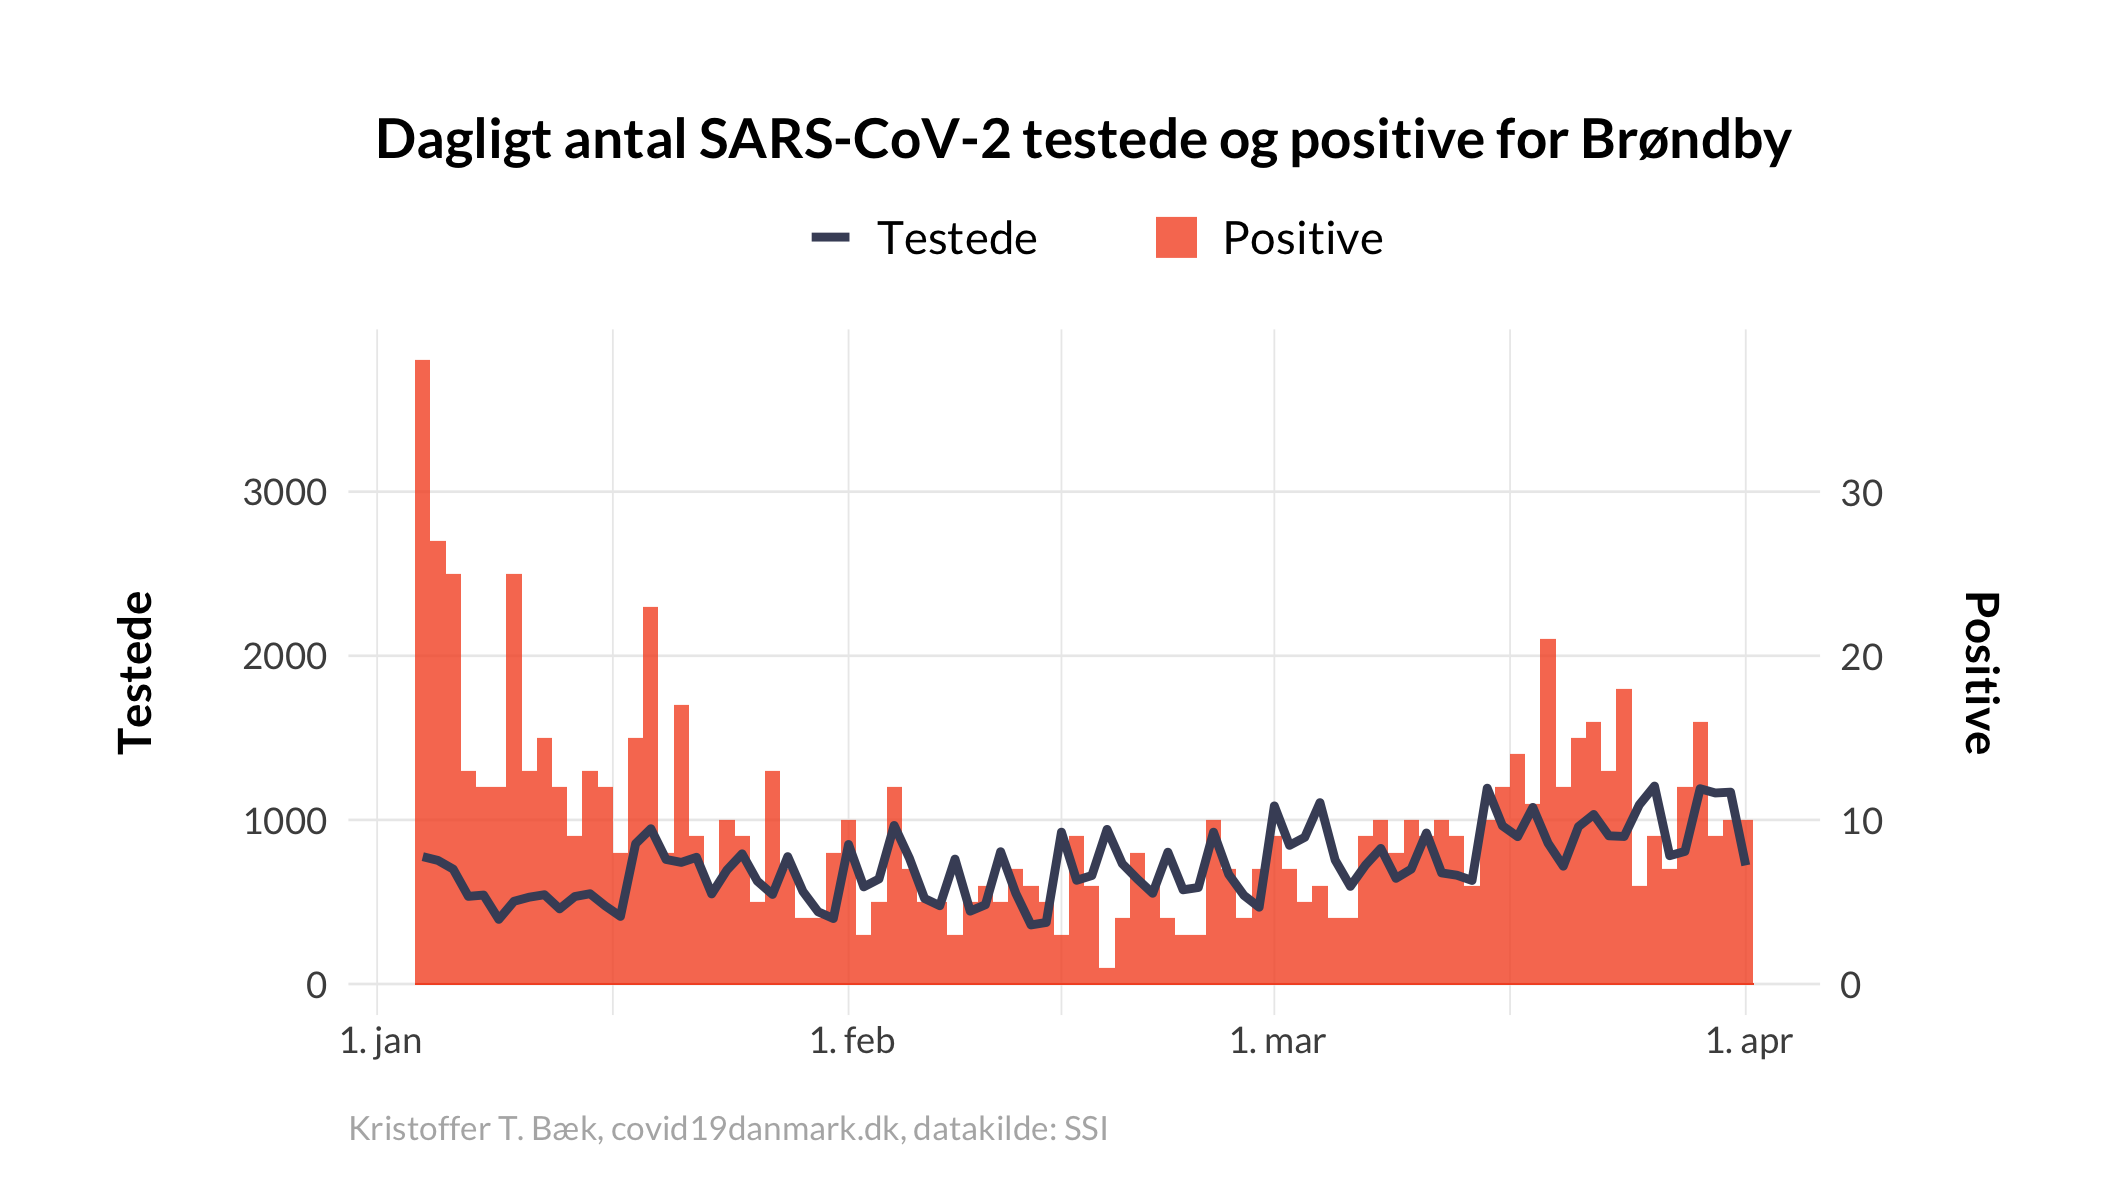 Dagligt antal SARS-CoV-2 testede og positive for Brøndby
Testede
Positive
3000
2000
1000
0
Testede
30
20
10
0
Positive
1. jan
1. feb
1. mar
1. apr
Kristoffer T. Bæk, covid19danmark.dk, datakilde: SSI